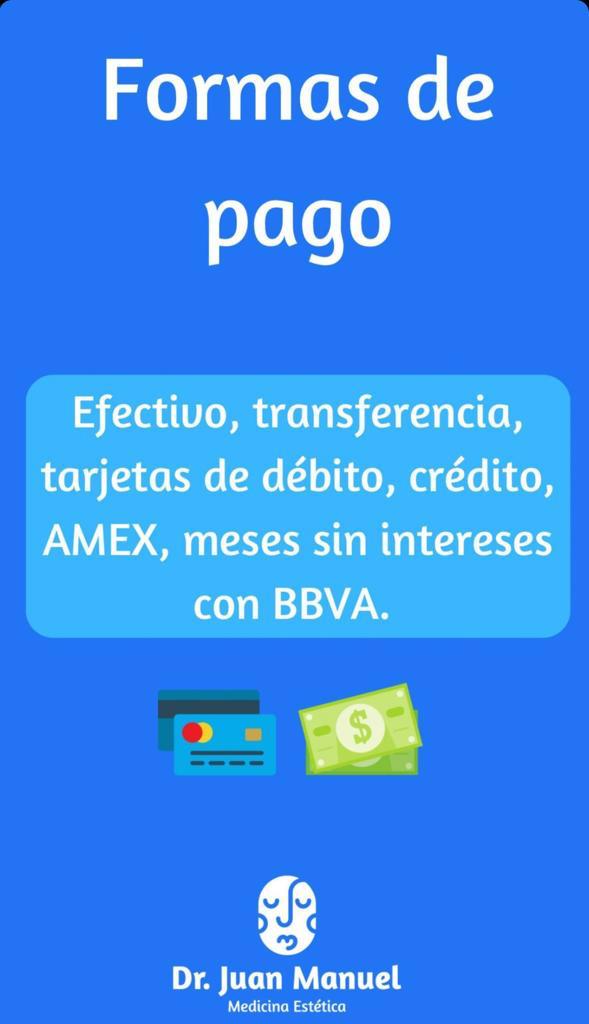 Formas de
pago
Efectivo, transferencia,
tarjetas de débito, crédito,
AMEX, meses sin intereses
con BBVA.
$
Dr. Juan Manuel
Medicina Estética